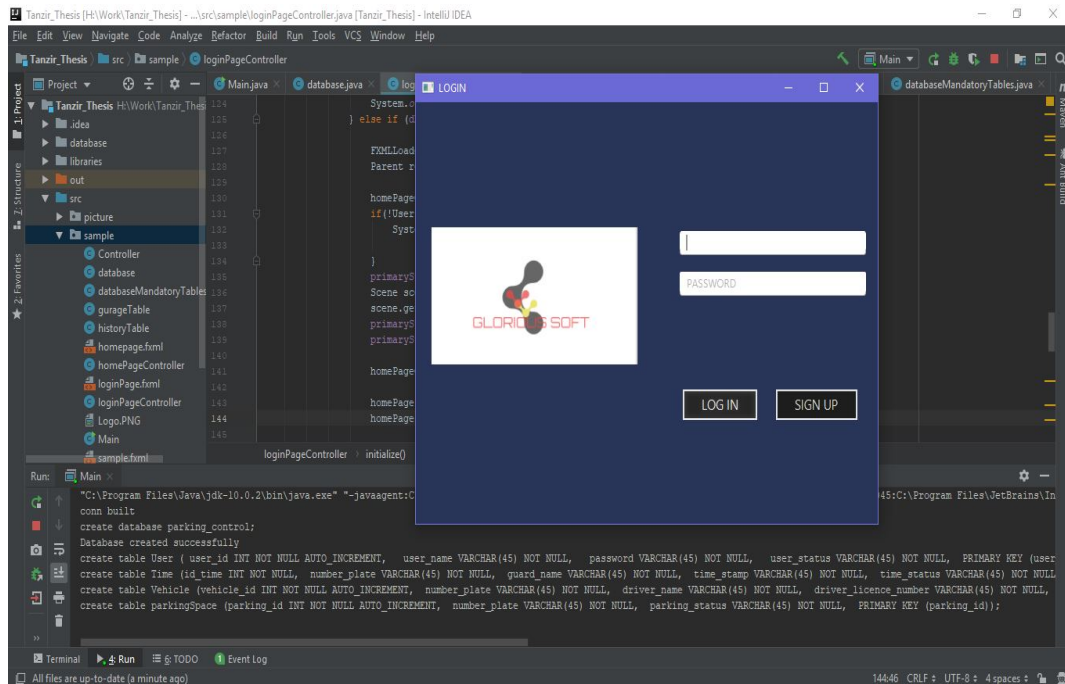 Tanzir_Thesis [H:\Work\Tanzir_Thesis] - ...\src\sample\loginPageController.java [Tanzir_Thesis] - IntelliJ IDEA
File Edit View Navigate Code Analyze Refactor Build Run Tools VCS Window Help
Tanzir_Thesis src sample loginPageController Main
Project Main.java database.java log databaseMandatoryTables.java
1: Project
Z: Structure
2: Favorites
Maven
Ant Build
Tanzir_Thesis H:\Work\Tanzir_Thes
.idea
database
libraries
out
src
picture
sample
Controller
database
databaseMandatoryTables
gurageTable
historyTable
homepage.fxml
homePageController
loginPage.fxml
loginPageController
Logo.PNG
Main
sample.fxml
124 System.o
125 } else if (d
126
127 FXMLLoad
128 Parent r
129
130 homePage
131 if(!User
132 Syst
133
134 }
135 primaryS
136 Scene sc
137 scene.ge
138 primaryS
139 primaryS
140
141 homePage
142
143 homePage
144 homePage
145
loginPageController initialize()
LOGIN
GLORIOUS SOFT
PASSWORD
LOG IN SIGN UP
Run: Main
"C:\Program Files\Java\jdk-10.0.2\bin\java.exe" "-javaagent:C 45:C:\Program Files\JetBrains\In
conn built
create database parking_control;
Database created successfully
create table User ( user_id INT NOT NULL AUTO_INCREMENT, user_name VARCHAR(45) NOT NULL, password VARCHAR(45) NOT NULL, user_status VARCHAR(45) NOT NULL, PRIMARY KEY (user
create table Time (id_time INT NOT NULL, number_plate VARCHAR(45) NOT NULL, guard_name VARCHAR(45) NOT NULL, time_stamp VARCHAR(45) NOT NULL, time_status VARCHAR(45) NOT NULL
create table Vehicle (vehicle_id INT NOT NULL AUTO_INCREMENT, number_plate VARCHAR(45) NOT NULL, driver_name VARCHAR(45) NOT NULL, driver_licence_number VARCHAR(45) NOT NULL,
create table parkingSpace (parking_id INT NOT NULL AUTO_INCREMENT, number_plate VARCHAR(45) NOT NULL, parking_status VARCHAR(45) NOT NULL, PRIMARY KEY (parking_id));
Terminal 4: Run 6: TODO 1 Event Log
All files are up-to-date (a minute ago) 144:46 CRLF UTF-8 4 spaces